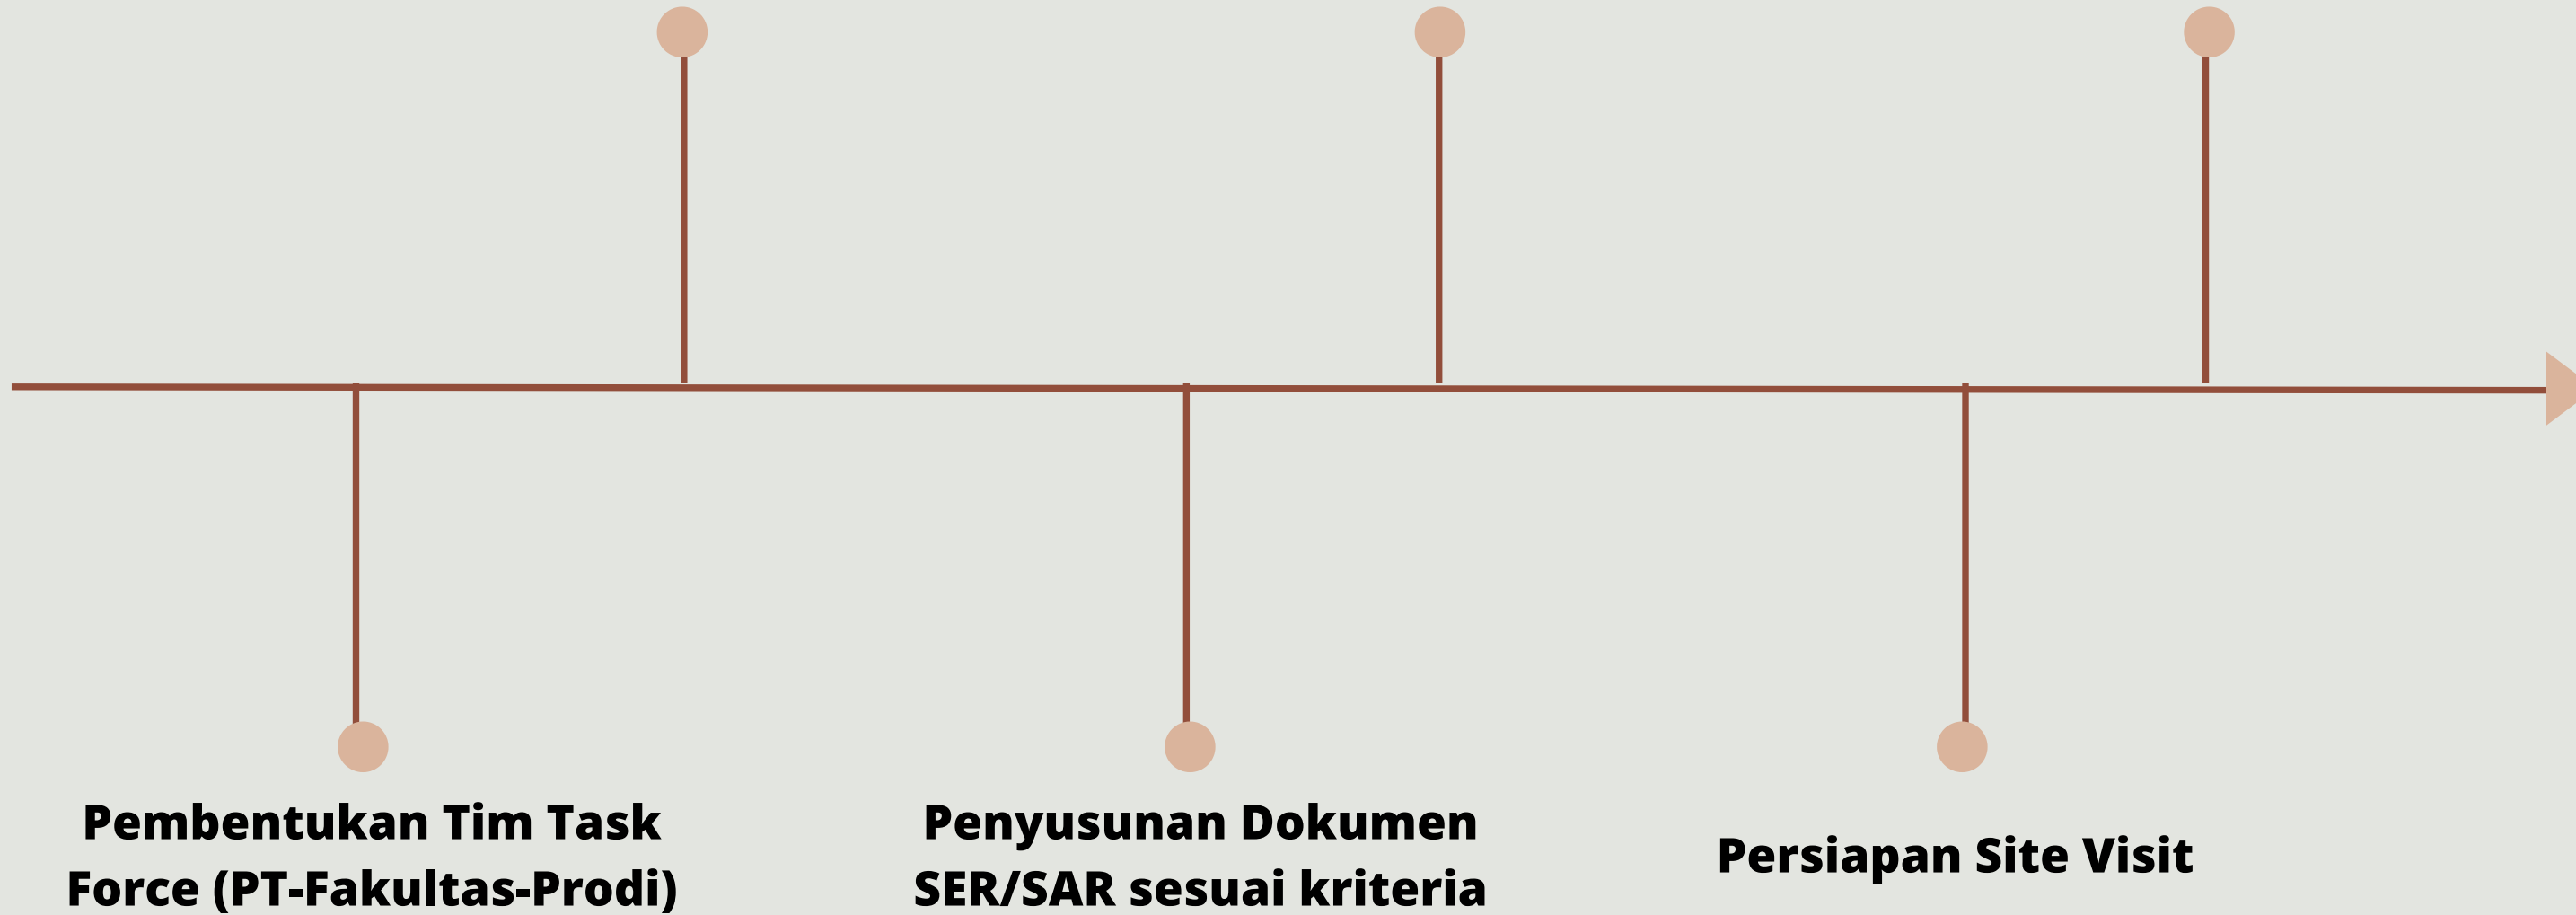 Pembentukan Tim Task
Force (PT-Fakultas-Prodi)
Penyusunan Dokumen
SER/SAR sesuai kriteria
Persiapan Site Visit